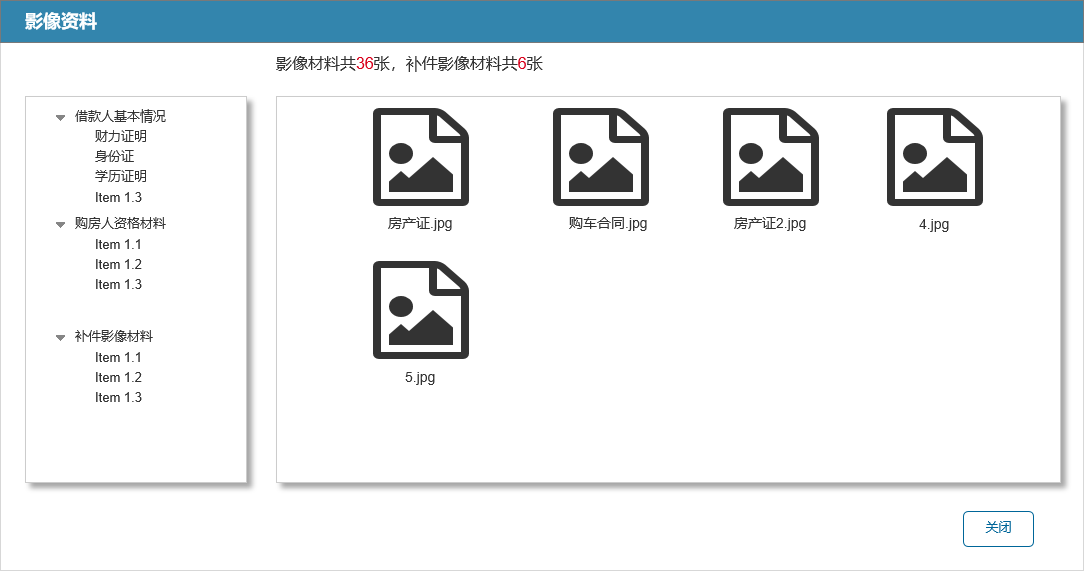 影像资料
影像材料共36张，补件影像材料共6张
借款人基本情况
财力证明
身份证
学历证明
Item 1.3
购房人资格材料
Item 1.1
Item 1.2
Item 1.3
补件影像材料
Item 1.1
Item 1.2
Item 1.3
房产证.jpg 购车合同.jpg 房产证2.jpg 4.jpg
5.jpg
关闭